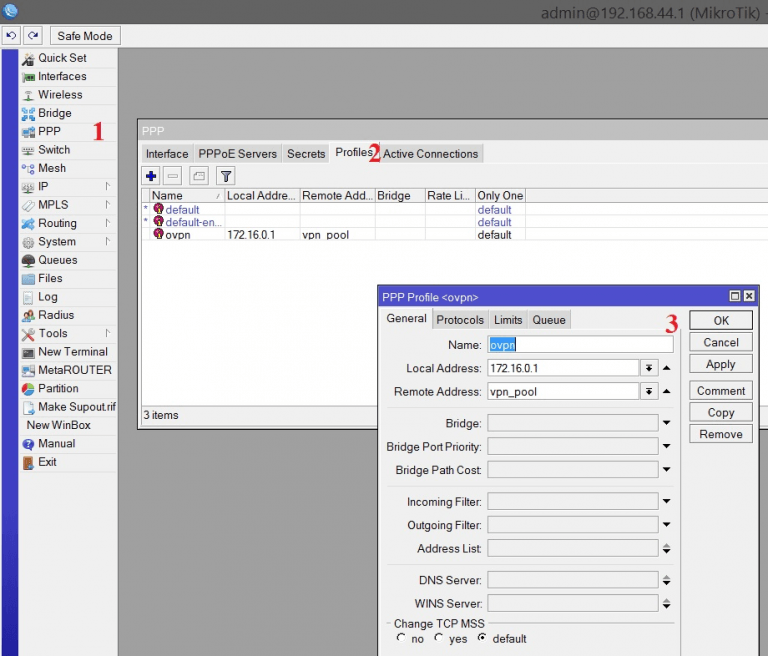 admin@192.168.44.1 (MikroTik) -
Safe Mode
Quick Set
Interfaces
Wireless
Bridge
PPP
1
Switch
Mesh
IP
MPLS
Routing
System
Queues
Files
Log
Radius
Tools
New Terminal
MetaROUTER
Partition
Make Supout.rif
New WinBox
Manual
Exit
PPP
Interface PPPoE Servers Secrets Profiles 2 Active Connections
Name Local Addre... Remote Add... Bridge Rate Li... Only One
* default default
* default-en... default
ovpn 172.16.0.1 vpn_pool default
3 items
PPP Profile <ovpn>
General Protocols Limits Queue
3
Name: ovpn
Local Address: 172.16.0.1
Remote Address: vpn_pool
Bridge:
Bridge Port Priority:
Bridge Path Cost:
Incoming Filter:
Outgoing Filter:
Address List:
DNS Server:
WINS Server:
Change TCP MSS
no yes default
OK
Cancel
Apply
Comment
Copy
Remove